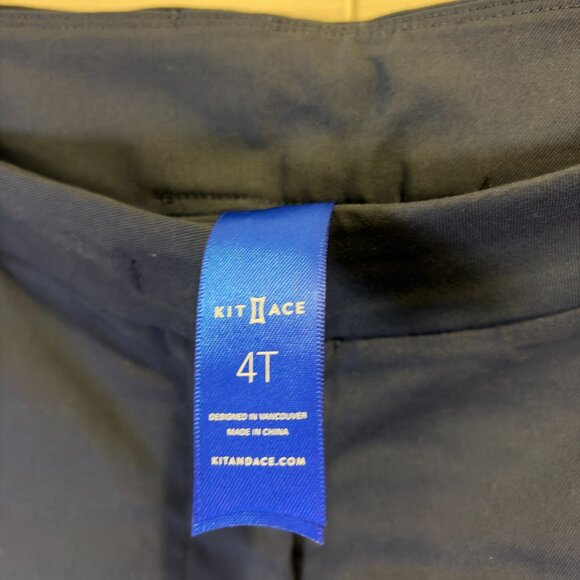 KIT ACE
4T
DESIGNED IN VANCOUVER
MADE IN CHINA
KITANDACE.COM